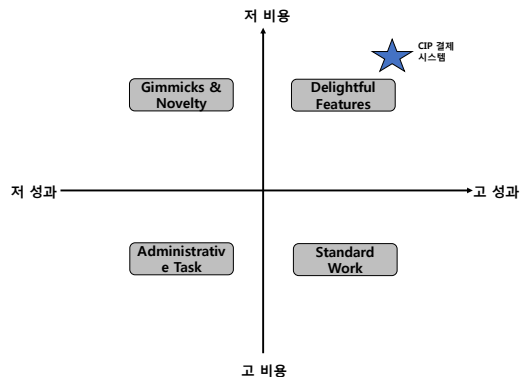 저 비용
CIP 결제
시스템
Gimmicks &
Novelty
Delightful
Features
저 성과
고 성과
Administrativ
e Task
Standard
Work
고 비용